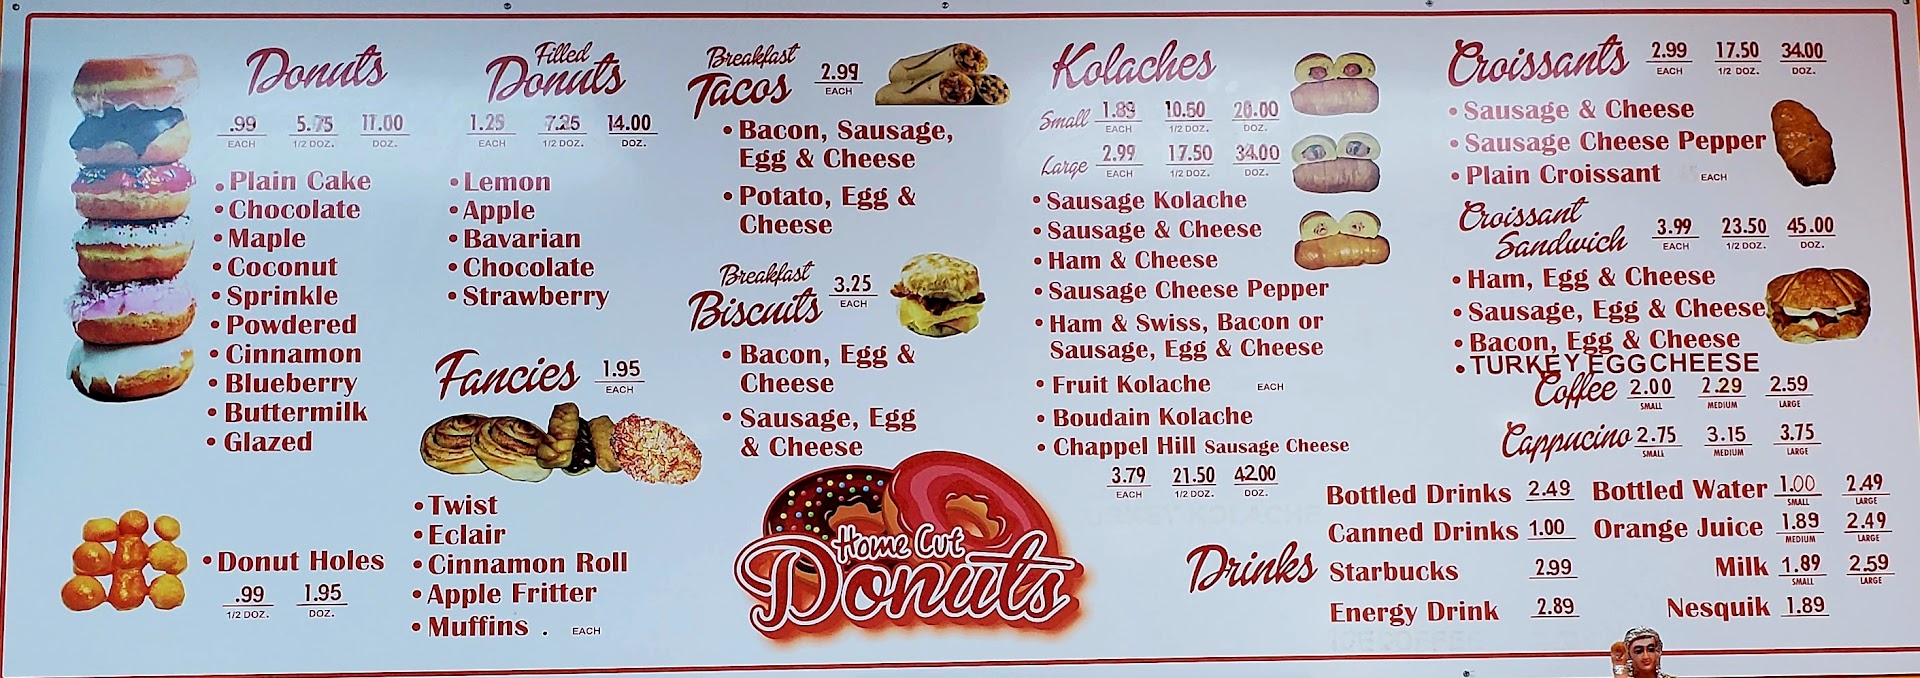 Donuts
.99 5.75 11.00
EACH 1/2 DOZ. DOZ.
• Plain Cake
• Chocolate
• Maple
• Coconut
• Sprinkle
• Powdered
• Cinnamon
• Blueberry
• Buttermilk
• Glazed
• Donut Holes
.99 1.95
1/2 DOZ. DOZ.
Filled
Donuts
1.25 7.25 14.00
EACH 1/2 DOZ. DOZ.
• Lemon
• Apple
• Bavarian
• Chocolate
• Strawberry
Fancies 1.95
EACH
• Twist
• Eclair
• Cinnamon Roll
• Apple Fritter
• Muffins . EACH
Breakfast
Tacos 2.99
EACH
• Bacon, Sausage,
Egg & Cheese
• Potato, Egg &
Cheese
Breakfast
Biscuits 3.25
EACH
• Bacon, Egg &
Cheese
• Sausage, Egg
& Cheese
Home Cut
Donuts
Kolaches
Small 1.89 10.50 20.00
EACH 1/2 DOZ. DOZ.
Large 2.99 17.50 34.00
EACH 1/2 DOZ. DOZ.
• Sausage Kolache
• Sausage & Cheese
• Ham & Cheese
• Sausage Cheese Pepper
• Ham & Swiss, Bacon or
Sausage, Egg & Cheese
• Fruit Kolache EACH
• Boudain Kolache
• Chappel Hill Sausage Cheese
3.79 21.50 42.00
EACH 1/2 DOZ. DOZ.
Croissants 2.99 17.50 34.00
EACH 1/2 DOZ. DOZ.
• Sausage & Cheese
• Sausage Cheese Pepper
• Plain Croissant EACH
Croissant
Sandwich 3.99 23.50 45.00
EACH 1/2 DOZ. DOZ.
• Ham, Egg & Cheese
• Sausage, Egg & Cheese
• Bacon, Egg & Cheese
• TURKEY EGG CHEESE
Coffee 2.00 2.29 2.59
SMALL MEDIUM LARGE
Cappucino 2.75 3.15 3.75
SMALL MEDIUM LARGE
Drinks
Bottled Drinks 2.49 Bottled Water 1.00 2.49
SMALL LARGE
Canned Drinks 1.00 Orange Juice 1.89 2.49
MEDIUM LARGE
Starbucks 2.99 Milk 1.89 2.59
SMALL LARGE
Energy Drink 2.89 Nesquik 1.89